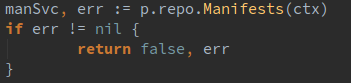 manSvc, err := p.repo.Manifests(ctx)
if err != nil {
        return false, err
}